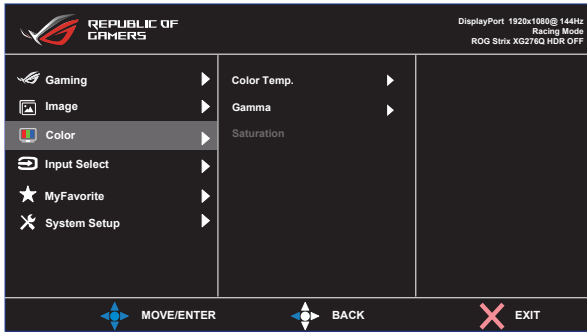 REPUBLIC OF
GAMERS
DisplayPort 1920x1080@ 144Hz
Racing Mode
ROG Strix XG276Q HDR OFF
Gaming
Image
Color
Input Select
MyFavorite
System Setup
Color Temp.
Gamma
Saturation
MOVE/ENTER
BACK
EXIT